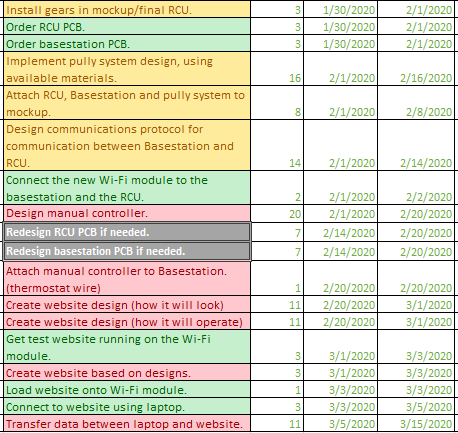 Install gears in mockup/final RCU. 3 1/30/2020 2/1/2020
Order RCU PCB. 3 1/30/2020 2/1/2020
Order basestation PCB. 3 1/30/2020 2/1/2020
Implement pully system design, using
available materials. 16 2/1/2020 2/16/2020
Attach RCU, Basestation and pully system to
mockup. 8 2/1/2020 2/8/2020
Design communications protocol for
communication between Basestation and
RCU. 14 2/1/2020 2/14/2020
Connect the new Wi-Fi module to the
basestation and the RCU. 2 2/1/2020 2/2/2020
Design manual controller. 20 2/1/2020 2/20/2020
Redesign RCU PCB if needed. 7 2/14/2020 2/20/2020
Redesign basestation PCB if needed. 7 2/14/2020 2/20/2020
Attach manual controller to Basestation.
(thermostat wire) 1 2/20/2020 2/20/2020
Create website design (how it will look) 11 2/20/2020 3/1/2020
Create website design (how it will operate) 11 2/20/2020 3/1/2020
Get test website running on the Wi-Fi
module. 3 3/1/2020 3/3/2020
Create website based on designs. 3 3/1/2020 3/3/2020
Load website onto Wi-Fi module. 1 3/3/2020 3/3/2020
Connect to website using laptop. 3 3/3/2020 3/5/2020
Transfer data between laptop and website. 11 3/5/2020 3/15/2020